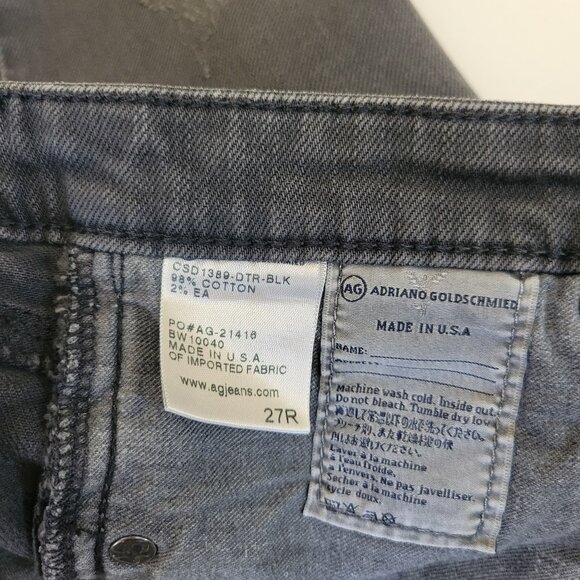 CSD1389-DTR-BLK
98% COTTON
2% EA
PO#AG-21416
BW10040
MADE IN U.S.A
OF IMPORTED FABRIC
www.agjeans.com
27R
AG ADRIANO GOLDSCHMIED
MADE IN U.S.A
NAME:
Machine wash cold. Inside out.
Do not bleach. Tumble dry low
Laver à la machine
à l'eau froide.
à l'envers. Ne pas javelliser.
Sécher à la machine
cycle doux.